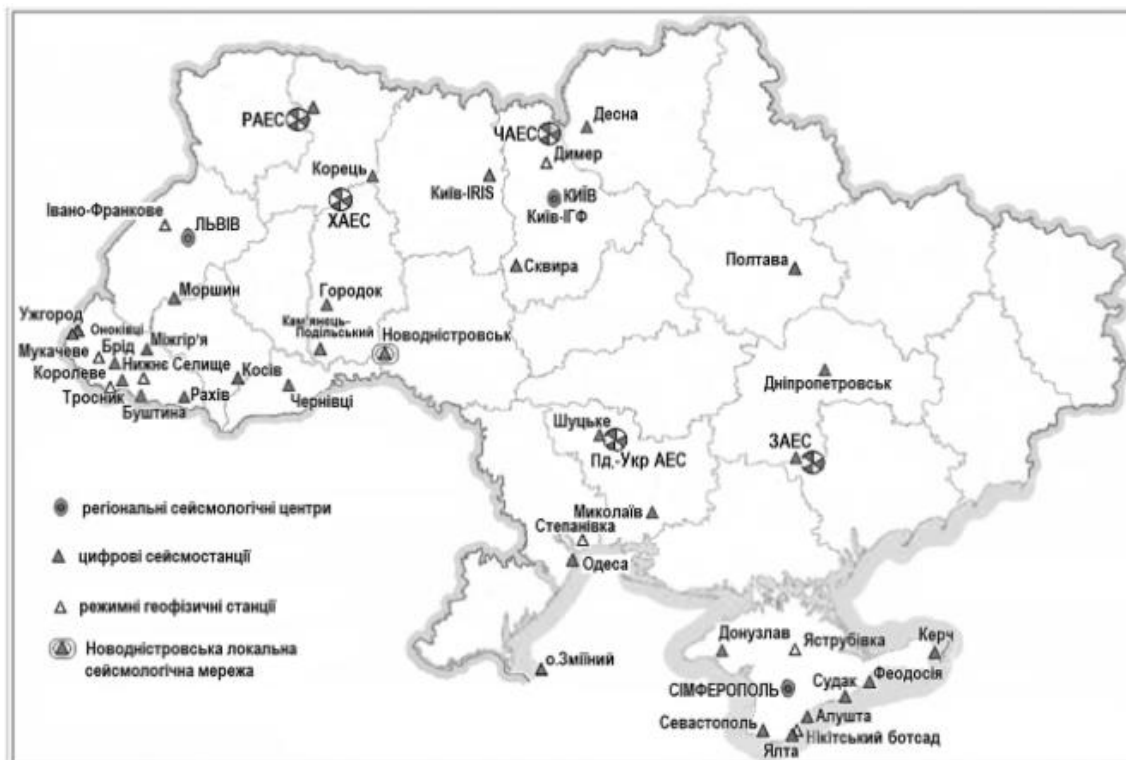 РАЕС
ЧАЕС
Десна
Димер
Корець
Київ-IRIS
КИЇВ
Київ-ІГФ
ХАЕС
Івано-Франкове
ЛЬВІВ
Сквира
Полтава
Моршин
Городок
Кам'янець-
Подільський
Новодністровськ
Ужгород
Оноківці
Мукачеве
Брід
Міжгір'я
Королеве
Нижнє Селище
Косів
Тросник
Рахів
Буштина
Чернівці
Дніпропетровськ
Шуцьке
ЗАЕС
Пд.-Укр АЕС
Миколаїв
Степанівка
Одеса
регіональні сейсмологічні центри
цифрові сейсмостанції
режимні геофізичні станції
Новодністровська локальна
сейсмологічна мережа
о.Зміїний
Донузлав
Яструбівка
Керч
Феодосія
Судак
СІМФЕРОПОЛЬ
Севастополь
Алушта
Нікітський ботсад
Ялта